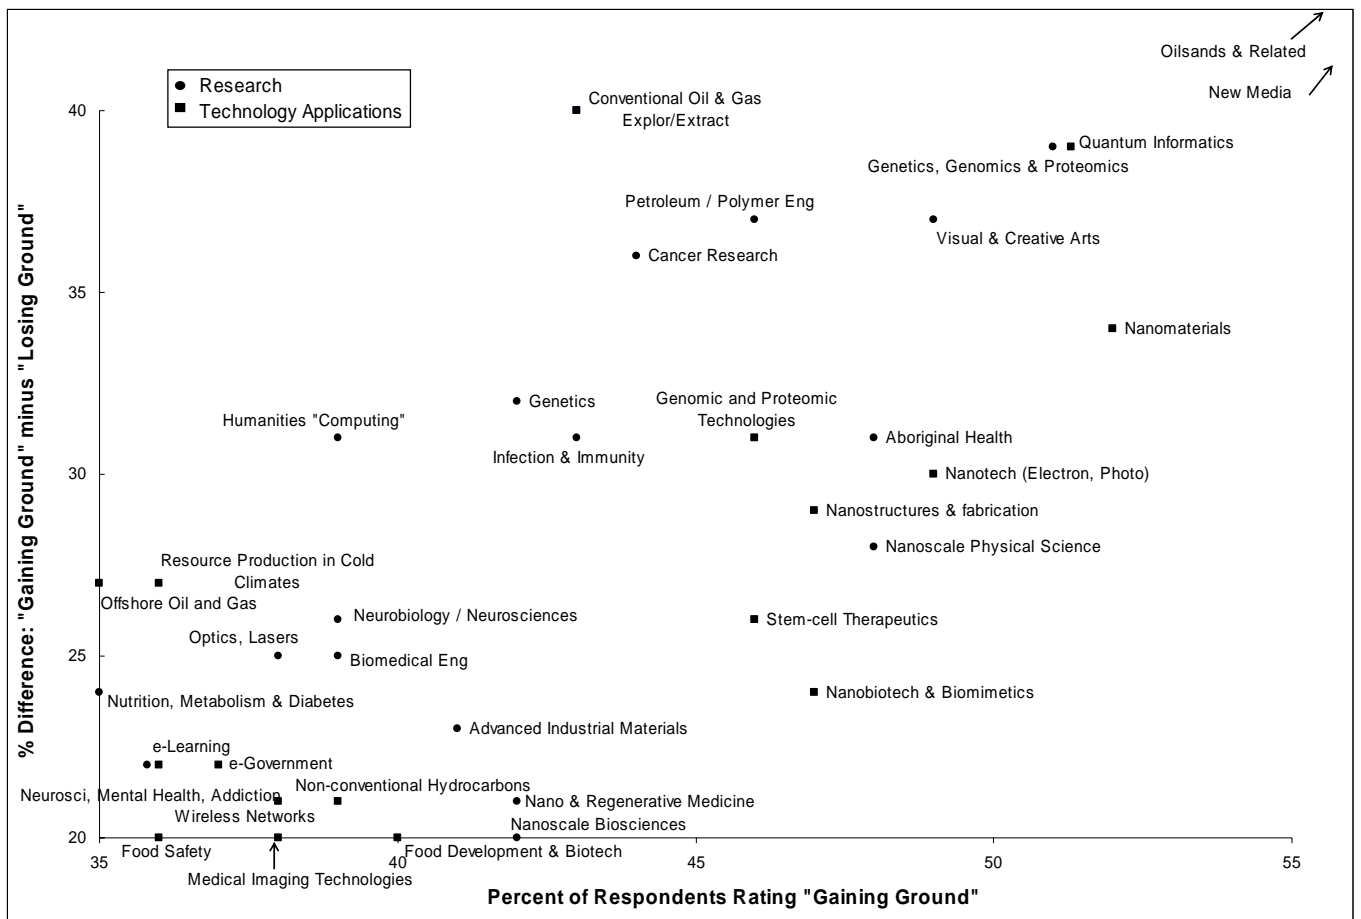 Oilsands & Related
New Media
Research
Technology Applications
Conventional Oil & Gas
Explor/Extract
40
Quantum Informatics
Genetics, Genomics & Proteomics
Petroleum / Polymer Eng
Visual & Creative Arts
Cancer Research
35
Nanomaterials
Genetics
Genomic and Proteomic
Technologies
Humanities "Computing"
Aboriginal Health
Infection & Immunity
30
Nanotech (Electron, Photo)
Nanostructures & fabrication
Nanoscale Physical Science
Resource Production in Cold
Climates
Offshore Oil and Gas
Neurobiology / Neurosciences
Stem-cell Therapeutics
Optics, Lasers
25
Biomedical Eng
Nanobiotech & Biomimetics
Nutrition, Metabolism & Diabetes
Advanced Industrial Materials
e-Learning
e-Government
Non-conventional Hydrocarbons
Neurosci, Mental Health, Addiction
Nano & Regenerative Medicine
Wireless Networks
Nanoscale Biosciences
20
Food Safety
Food Development & Biotech
35
40
45
50
55
Medical Imaging Technologies
Percent of Respondents Rating "Gaining Ground"
% Difference: "Gaining Ground" minus "Losing Ground"